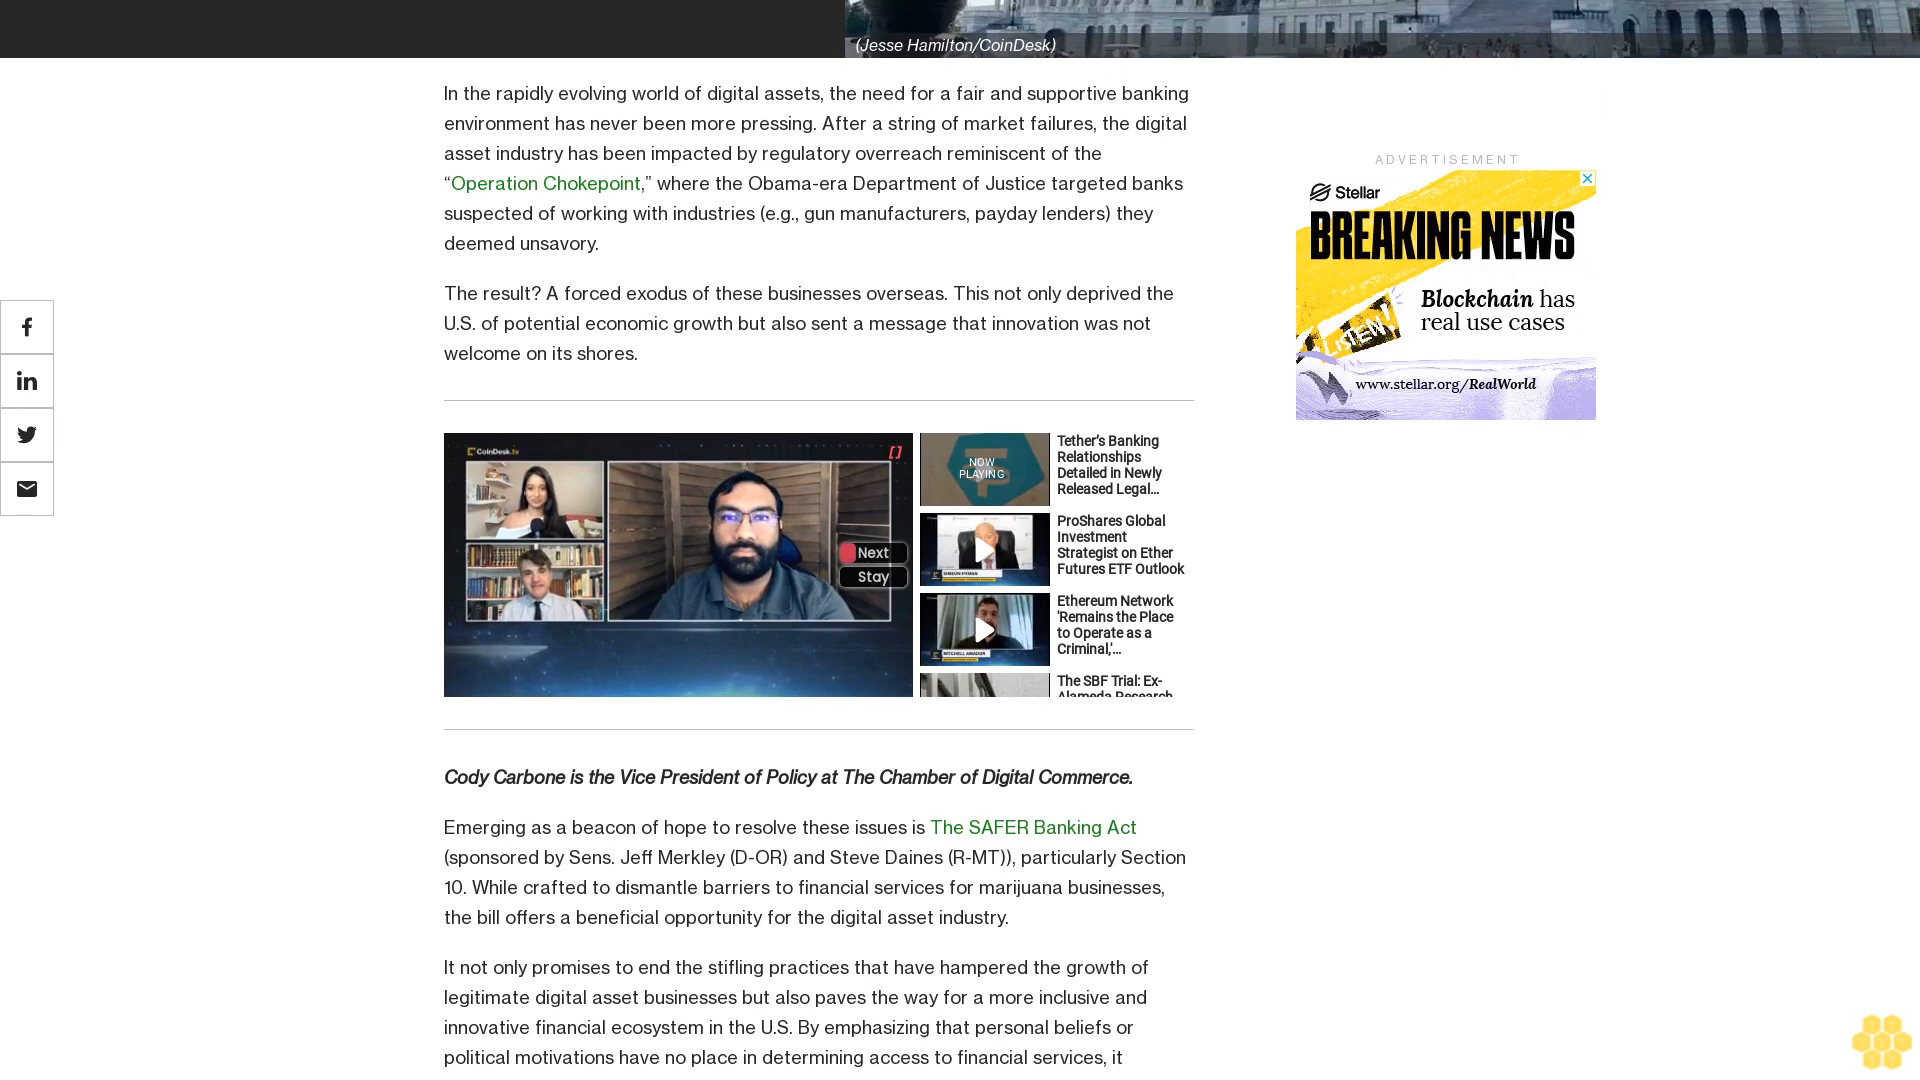 (Jesse Hamilton/CoinDesk)
In the rapidly evolving world of digital assets, the need for a fair and supportive banking
environment has never been more pressing. After a string of market failures, the digital
asset industry has been impacted by regulatory overreach reminiscent of the
“Operation Chokepoint,” where the Obama-era Department of Justice targeted banks
suspected of working with industries (e.g., gun manufacturers, payday lenders) they
deemed unsavory.
The result? A forced exodus of these businesses overseas. This not only deprived the
U.S. of potential economic growth but also sent a message that innovation was not
welcome on its shores.
CoinDesk.tv
Next
Stay
NOW
PLAYING
Tether’s Banking
Relationships
Detailed in Newly
Released Legal...
ProShares Global
Investment
Strategist on Ether
Futures ETF Outlook
SIMEON HYMAN
Ethereum Network
'Remains the Place
to Operate as a
Criminal,'...
MITCHELL AMADOR
The SBF Trial: Ex-
Alameda Research
Cody Carbone is the Vice President of Policy at The Chamber of Digital Commerce.
Emerging as a beacon of hope to resolve these issues is The SAFER Banking Act
(sponsored by Sens. Jeff Merkley (D-OR) and Steve Daines (R-MT)), particularly Section
10. While crafted to dismantle barriers to financial services for marijuana businesses,
the bill offers a beneficial opportunity for the digital asset industry.
It not only promises to end the stifling practices that have hampered the growth of
legitimate digital asset businesses but also paves the way for a more inclusive and
innovative financial ecosystem in the U.S. By emphasizing that personal beliefs or
political motivations have no place in determining access to financial services, it
ADVERTISEMENT
Stellar
BREAKING NEWS
Blockchain has
real use cases
LISTEN!
www.stellar.org/RealWorld